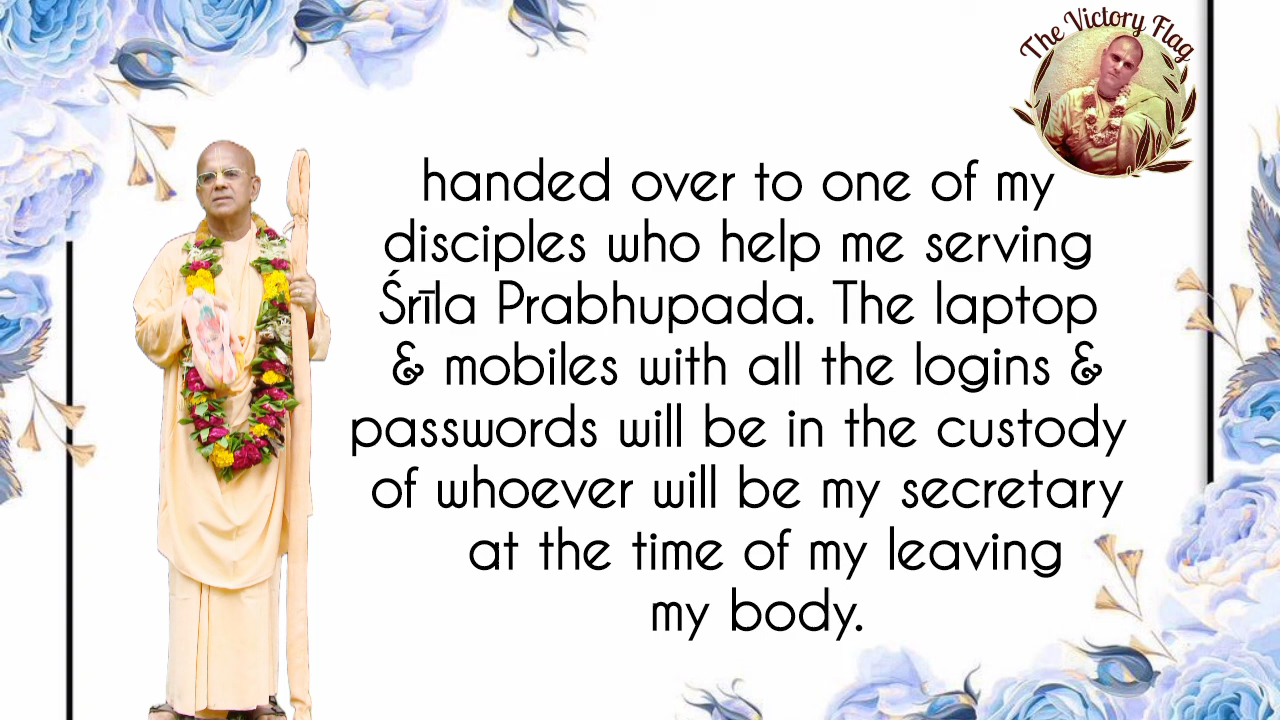 The Victory Flag
handed over to one of my
disciples who help me serving
Śrīla Prabhupada. The laptop
& mobiles with all the logins &
passwords will be in the custody
of whoever will be my secretary
at the time of my leaving
my body.